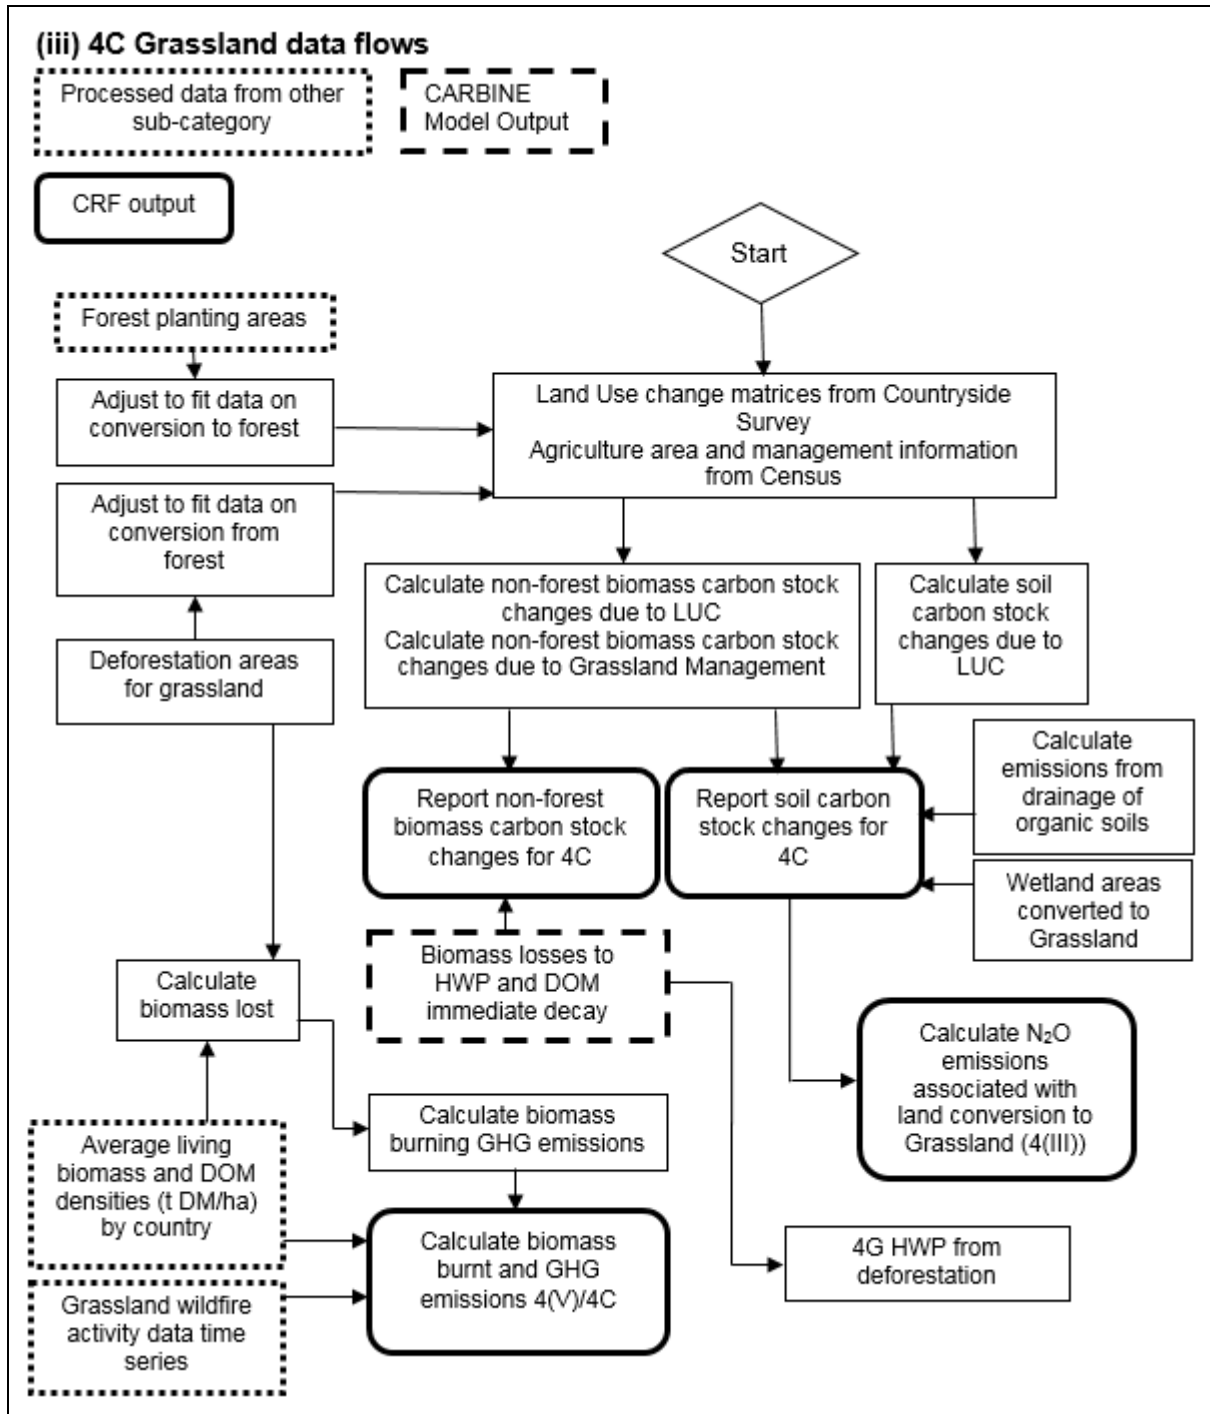 (iii) 4C Grassland data flows
Processed data from other
sub-category
CARBINE
Model Output
CRF output
Start
Forest planting areas
Adjust to fit data on
conversion to forest
Land Use change matrices from Countryside
Survey
Agriculture area and management information
from Census
Adjust to fit data on
conversion from
forest
Calculate non-forest biomass carbon stock
changes due to LUC
Calculate non-forest biomass carbon stock
changes due to Grassland Management
Calculate soil
carbon stock
changes due to
LUC
Deforestation areas
for grassland
Calculate
emissions from
drainage of
organic soils
Report non-forest
biomass carbon stock
changes for 4C
Report soil carbon
stock changes for
4C
Wetland areas
converted to
Grassland
Biomass losses to
HWP and DOM
immediate decay
Calculate
biomass lost
Calculate N₂O
emissions
associated with
land conversion to
Grassland (4(III))
Calculate biomass
burning GHG emissions
Average living
biomass and DOM
densities (t DM/ha)
by country
Calculate biomass
burnt and GHG
emissions 4(V)/4C
4G HWP from
deforestation
Grassland wildfire
activity data time
series